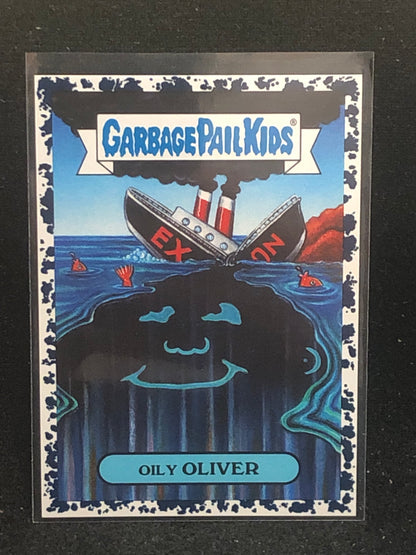 GARBAGE PAIL KIDS®
EX ON
OILY OLIVER